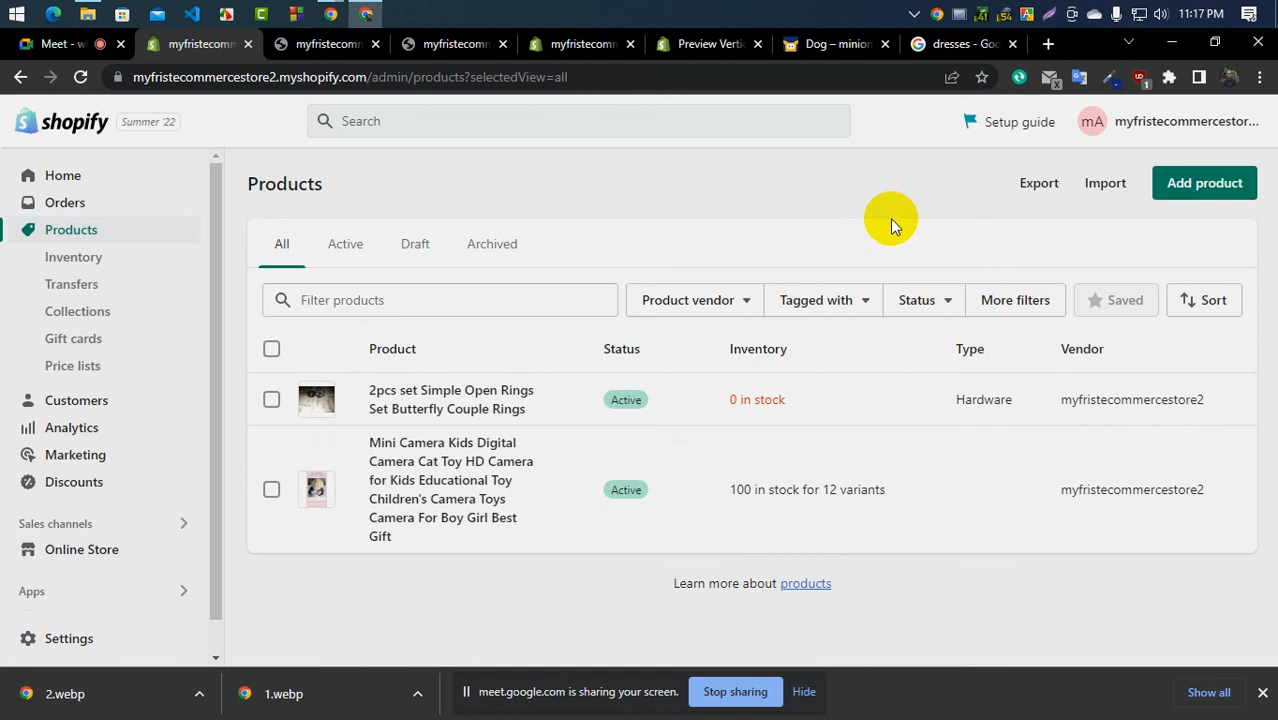 11:17 PM
Meet - w
myfristecomm
myfristecomm
myfristecomm
myfristecomm
Preview Verti
Dog – minion
dresses - Goo
myfristecommercestore2.myshopify.com/admin/products?selectedView=all
shopify
Summer '22
Search
Setup guide
mA
myfristecommercestor...
Home
Orders
Products
Inventory
Transfers
Collections
Gift cards
Price lists
Customers
Analytics
Marketing
Discounts
Sales channels
Online Store
Apps
Settings
Products
Export
Import
Add product
All
Active
Draft
Archived
Filter products
Product vendor
Tagged with
Status
More filters
Saved
Sort
Product
Status
Inventory
Type
Vendor
2pcs set Simple Open Rings
Set Butterfly Couple Rings
Active
0 in stock
Hardware
myfristecommercestore2
Mini Camera Kids Digital
Camera Cat Toy HD Camera
for Kids Educational Toy
Children's Camera Toys
Camera For Boy Girl Best
Gift
Active
100 in stock for 12 variants
myfristecommercestore2
Learn more about products
2.webp
1.webp
meet.google.com is sharing your screen.
Stop sharing
Hide
Show all